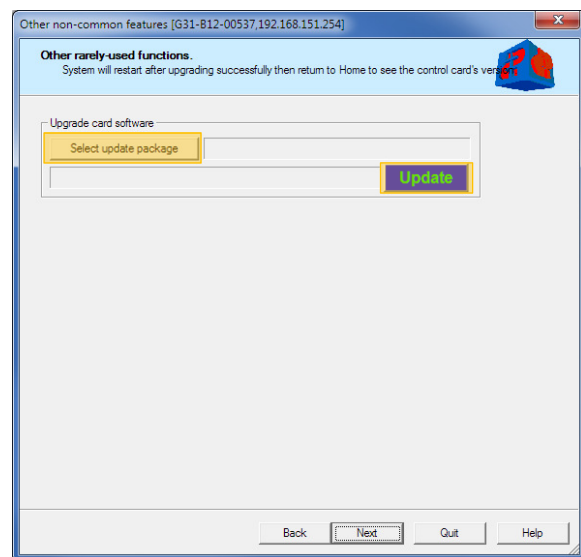 Other non-common features [G31-B12-00537,192.168.151.254]
Other rarely-used functions.
System will restart after upgrading successfully then return to Home to see the control card's version.
Upgrade card software
Select update package
Update
Back
Next
Quit
Help